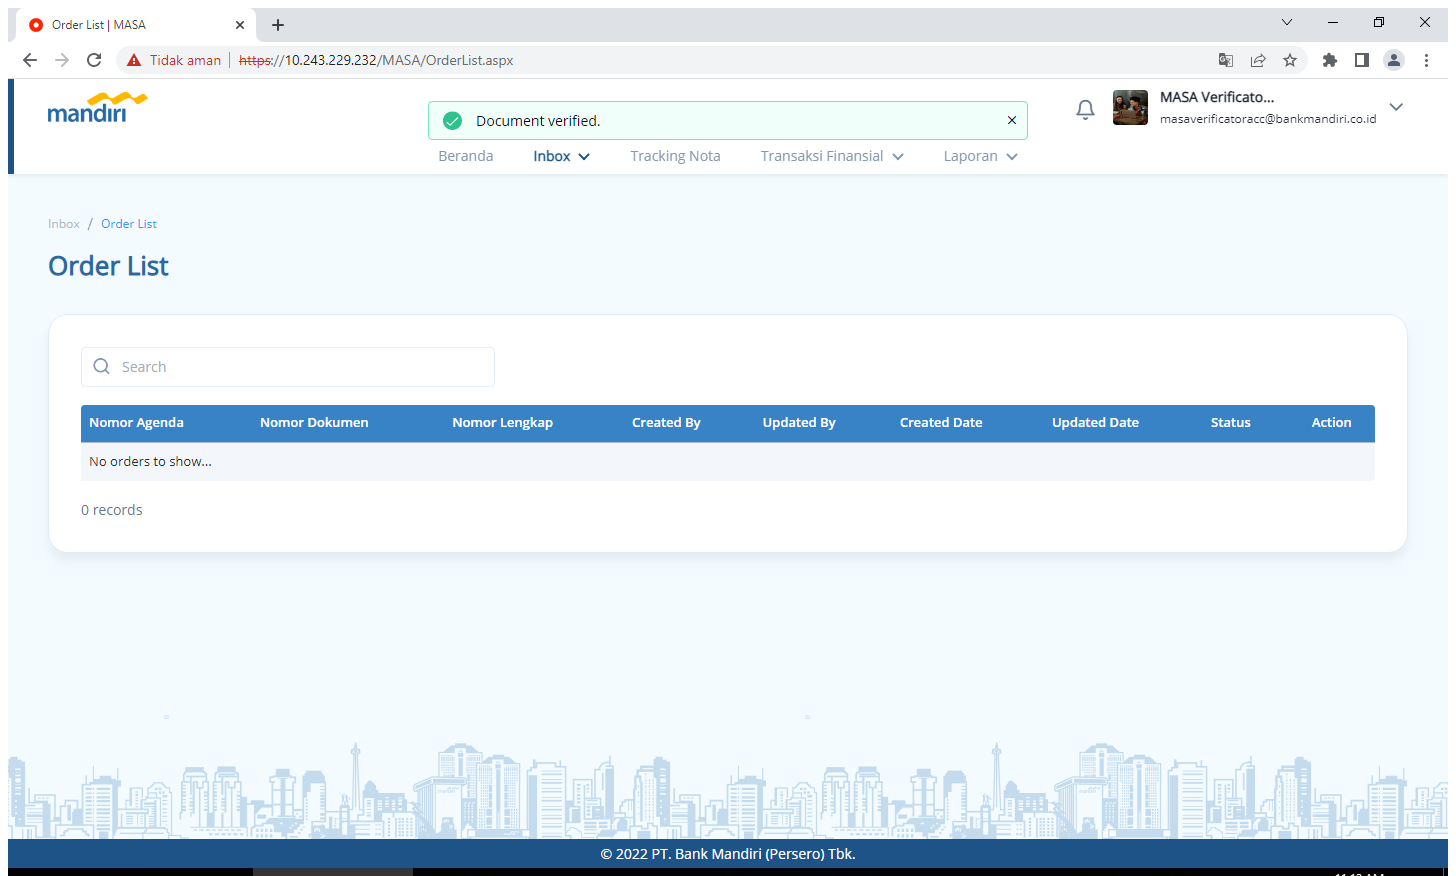 Order List | MASA
Tidak aman https://10.243.229.232/MASA/OrderList.aspx
mandiri
Document verified.
MASA Verificato...
masaverificatoracc@bankmandiri.co.id
Beranda Inbox Tracking Nota Transaksi Finansial Laporan
Inbox / Order List
Order List
Search
Nomor Agenda Nomor Dokumen Nomor Lengkap Created By Updated By Created Date Updated Date Status Action
No orders to show...
0 records
© 2022 PT. Bank Mandiri (Persero) Tbk.